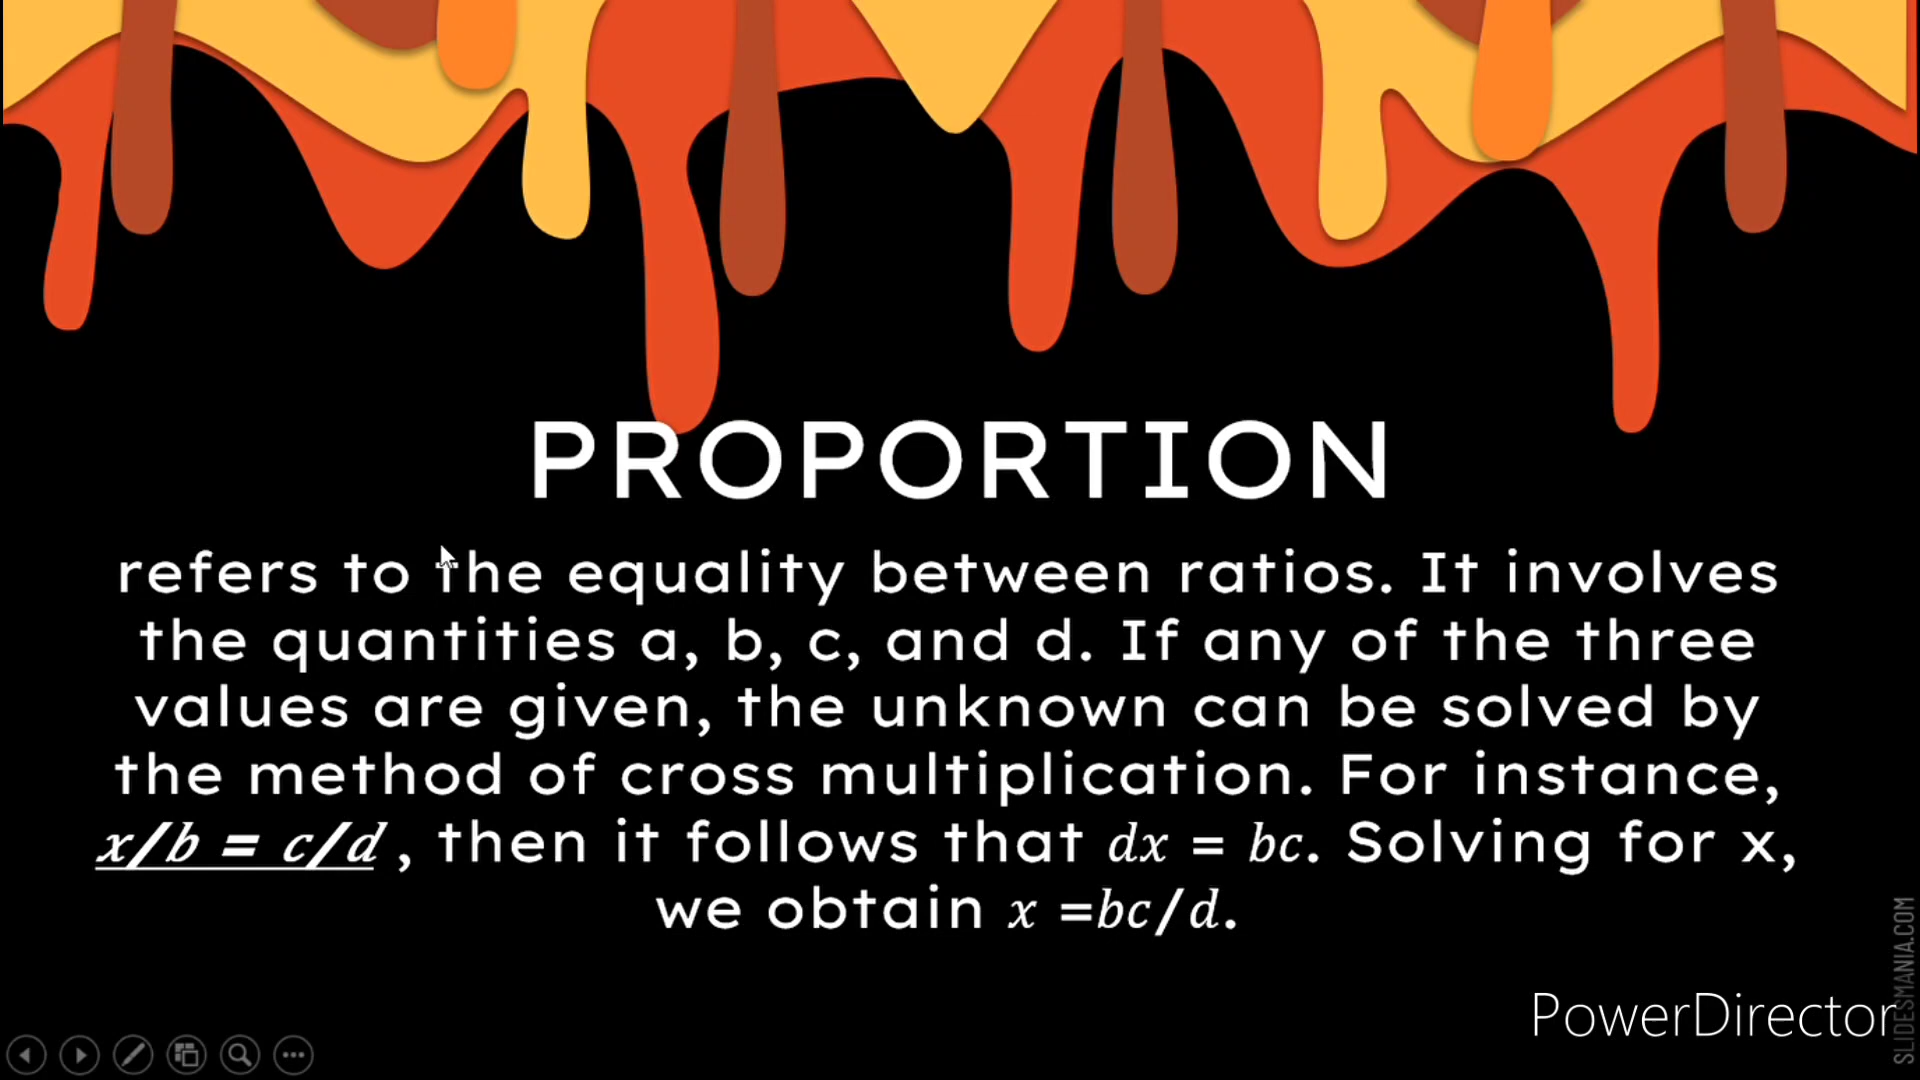 PROPORTION
refers to the equality between ratios. It involves
the quantities a, b, c, and d. If any of the three
values are given, the unknown can be solved by
the method of cross multiplication. For instance,
x/b = c/d , then it follows that dx = bc. Solving for x,
we obtain x =bc/d.
PowerDirector
SLIDESMANIA.COM